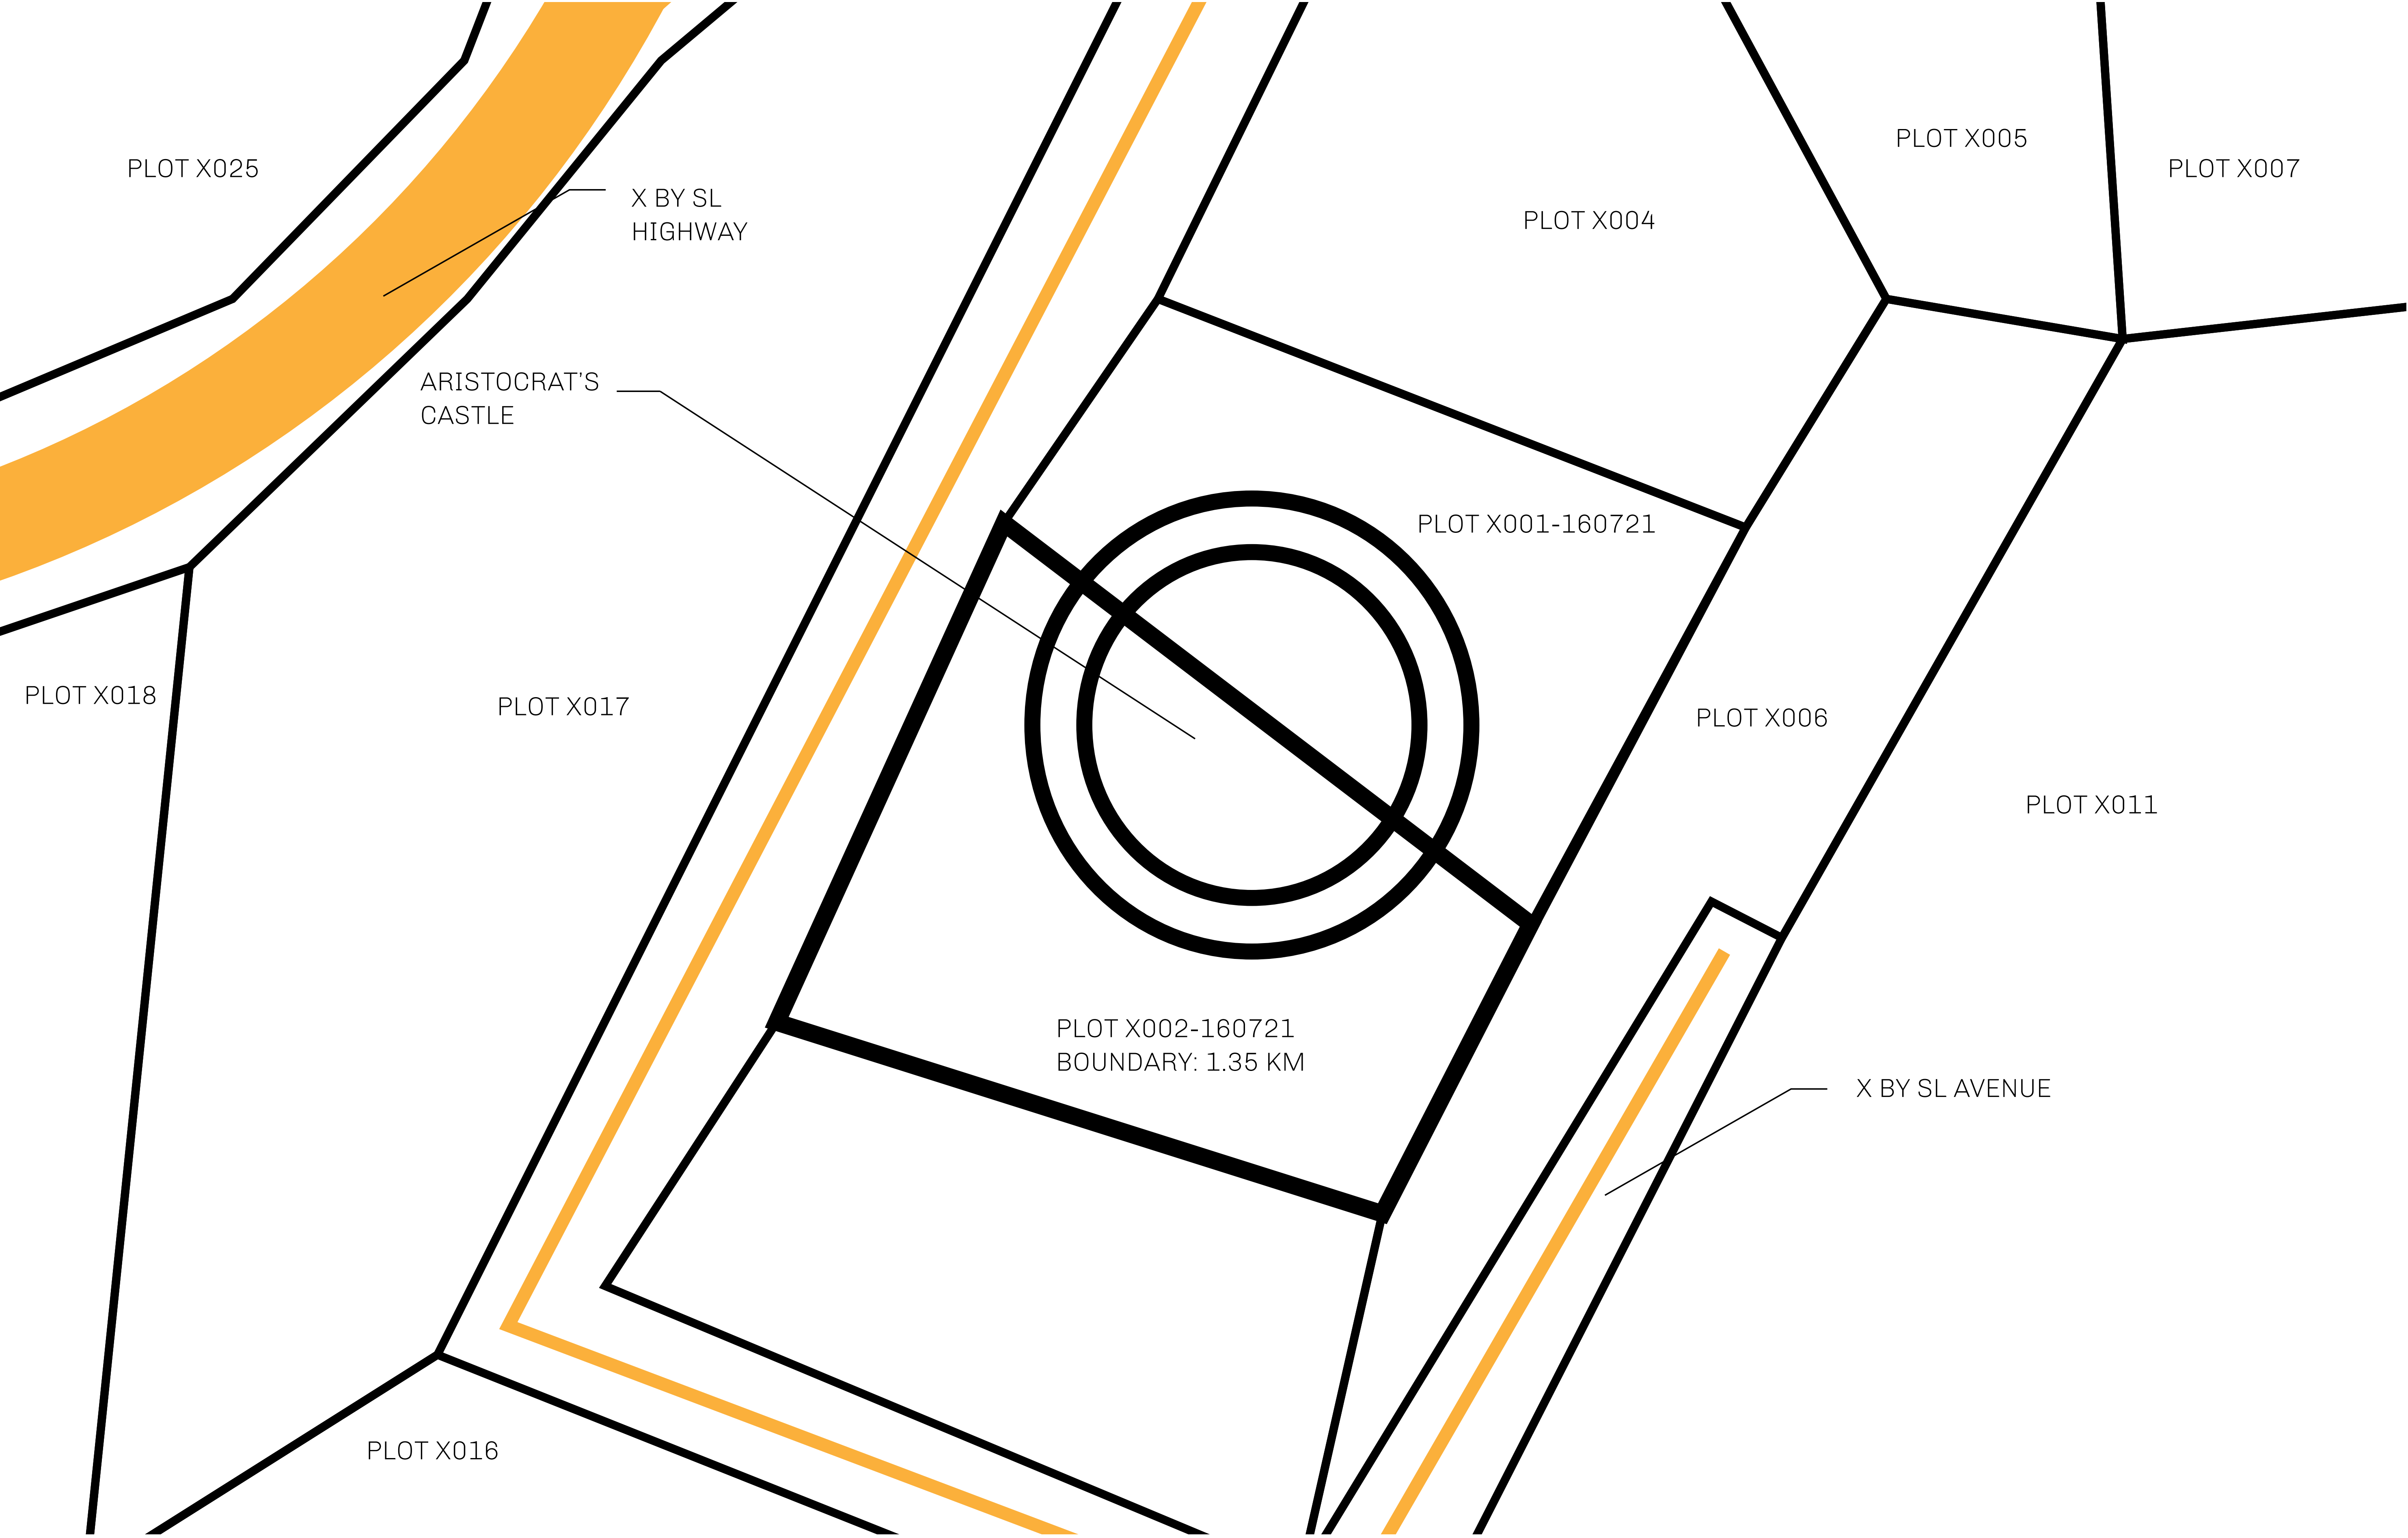 PLOT X005
PLOT X025
PLOT X007
X BY SL
HIGHWAY
PLOT X004
ARISTOCRAT'S
CASTLE
PLOT X001-160721
PLOT X018
PLOT X017
PLOT X006
PLOT X011
PLOT X002-160721
BOUNDARY: 1.35 KM
X BY SL AVENUE
PLOT X016